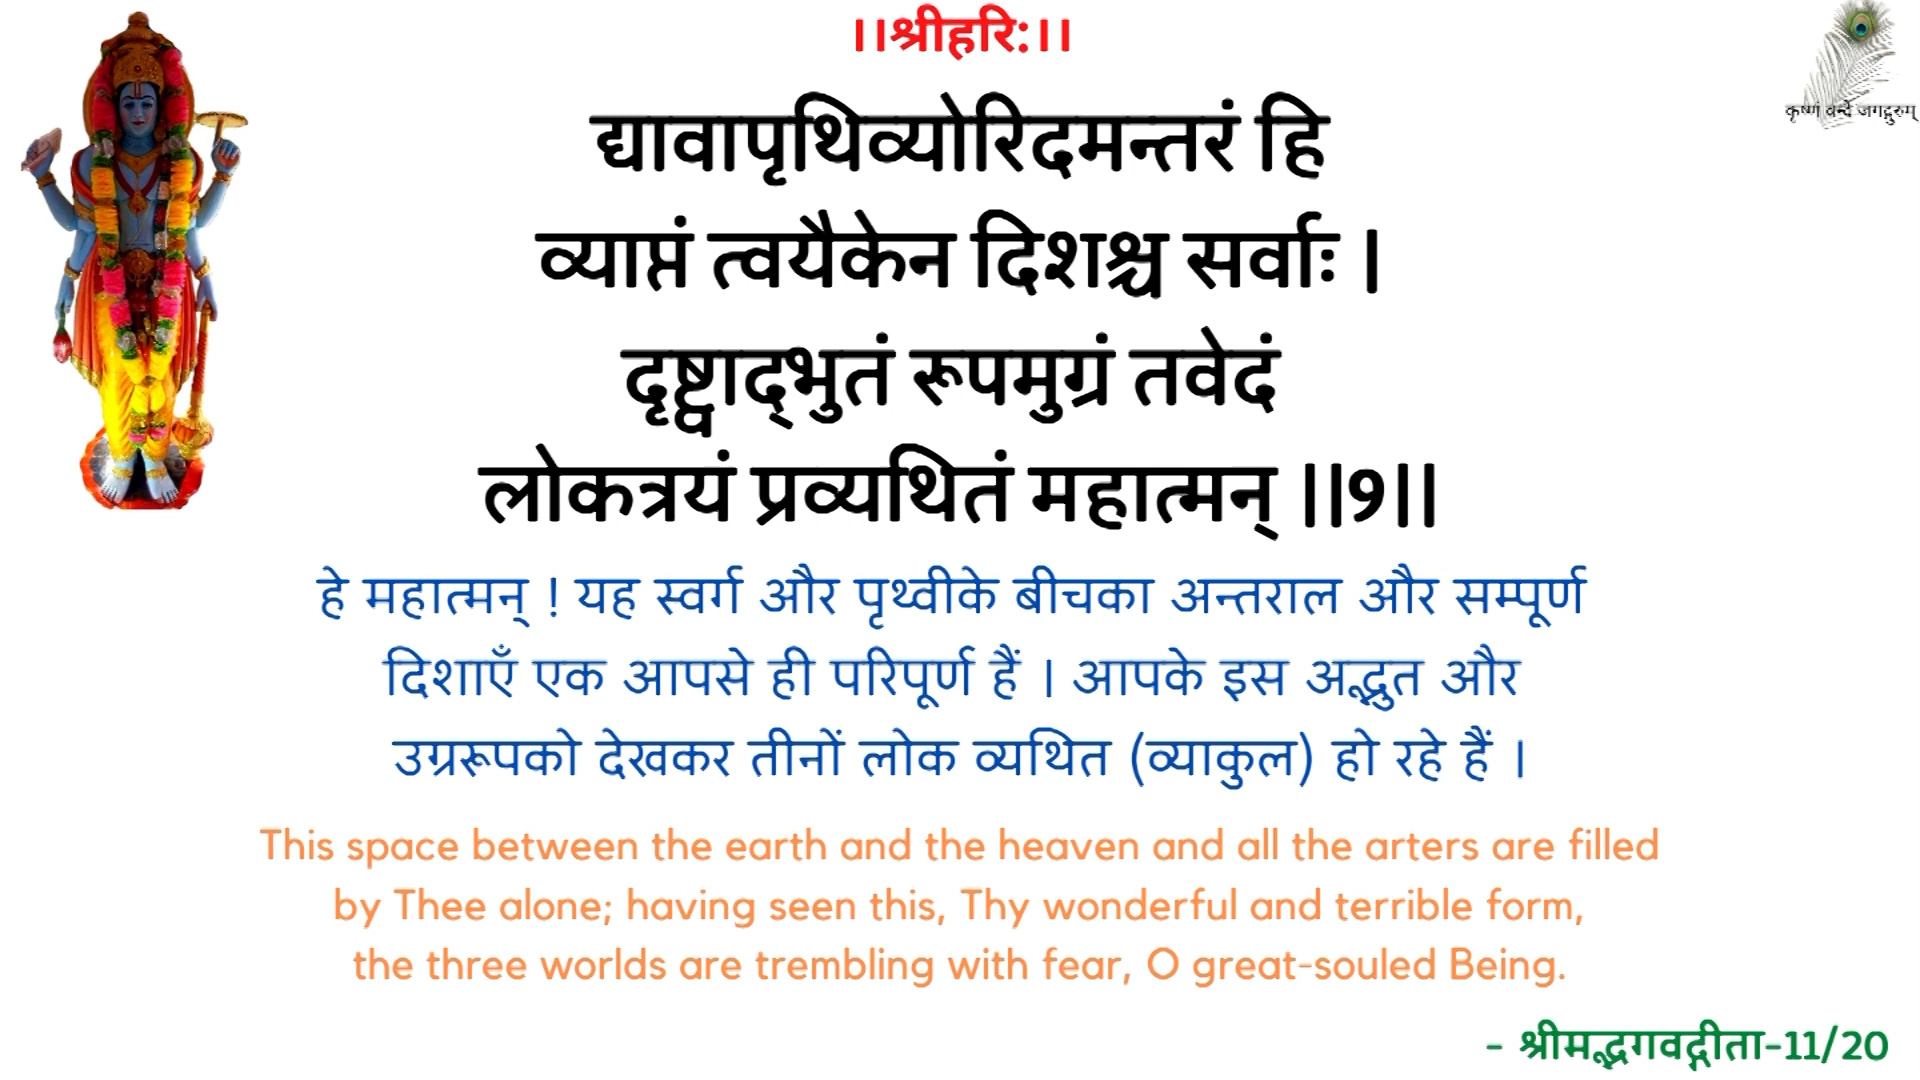 ।।श्रीहरि:।।
कृष्णं वन्दे जगद्गुरुम्
द्यावापृथिव्योरिदमन्तरं हि
व्याप्तं त्वयैकेन दिशश्च सर्वाः |
दृष्ट्वाद्‌भुतं रूपमुग्रं तवेदं
लोकत्रयं प्रव्यथितं महात्मन् ||9||
हे महात्मन् ! यह स्वर्ग और पृथ्वीके बीचका अन्तराल और सम्पूर्ण
दिशाएँ एक आपसे ही परिपूर्ण हैं । आपके इस अद्भुत और
उग्ररूपको देखकर तीनों लोक व्यथित (व्याकुल) हो रहे हैं ।
This space between the earth and the heaven and all the arters are filled
by Thee alone; having seen this, Thy wonderful and terrible form,
the three worlds are trembling with fear, O great-souled Being.
- श्रीमद्भगवद्गीता-11/20